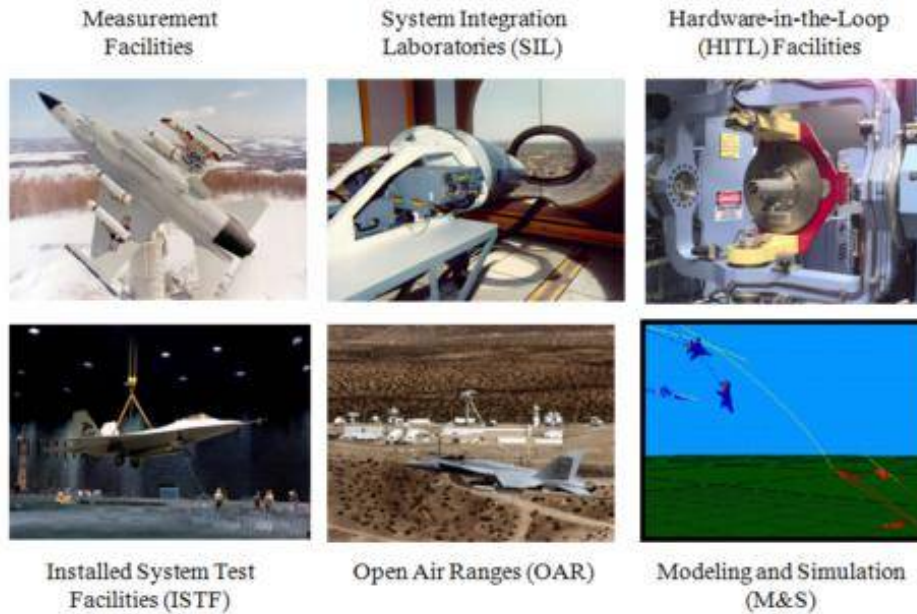 Measurement
Facilities
System Integration
Laboratories (SIL)
Hardware-in-the-Loop
(HITL) Facilities
DANGER
Installed System Test
Facilities (ISTF)
Open Air Ranges (OAR)
Modeling and Simulation
(M&S)